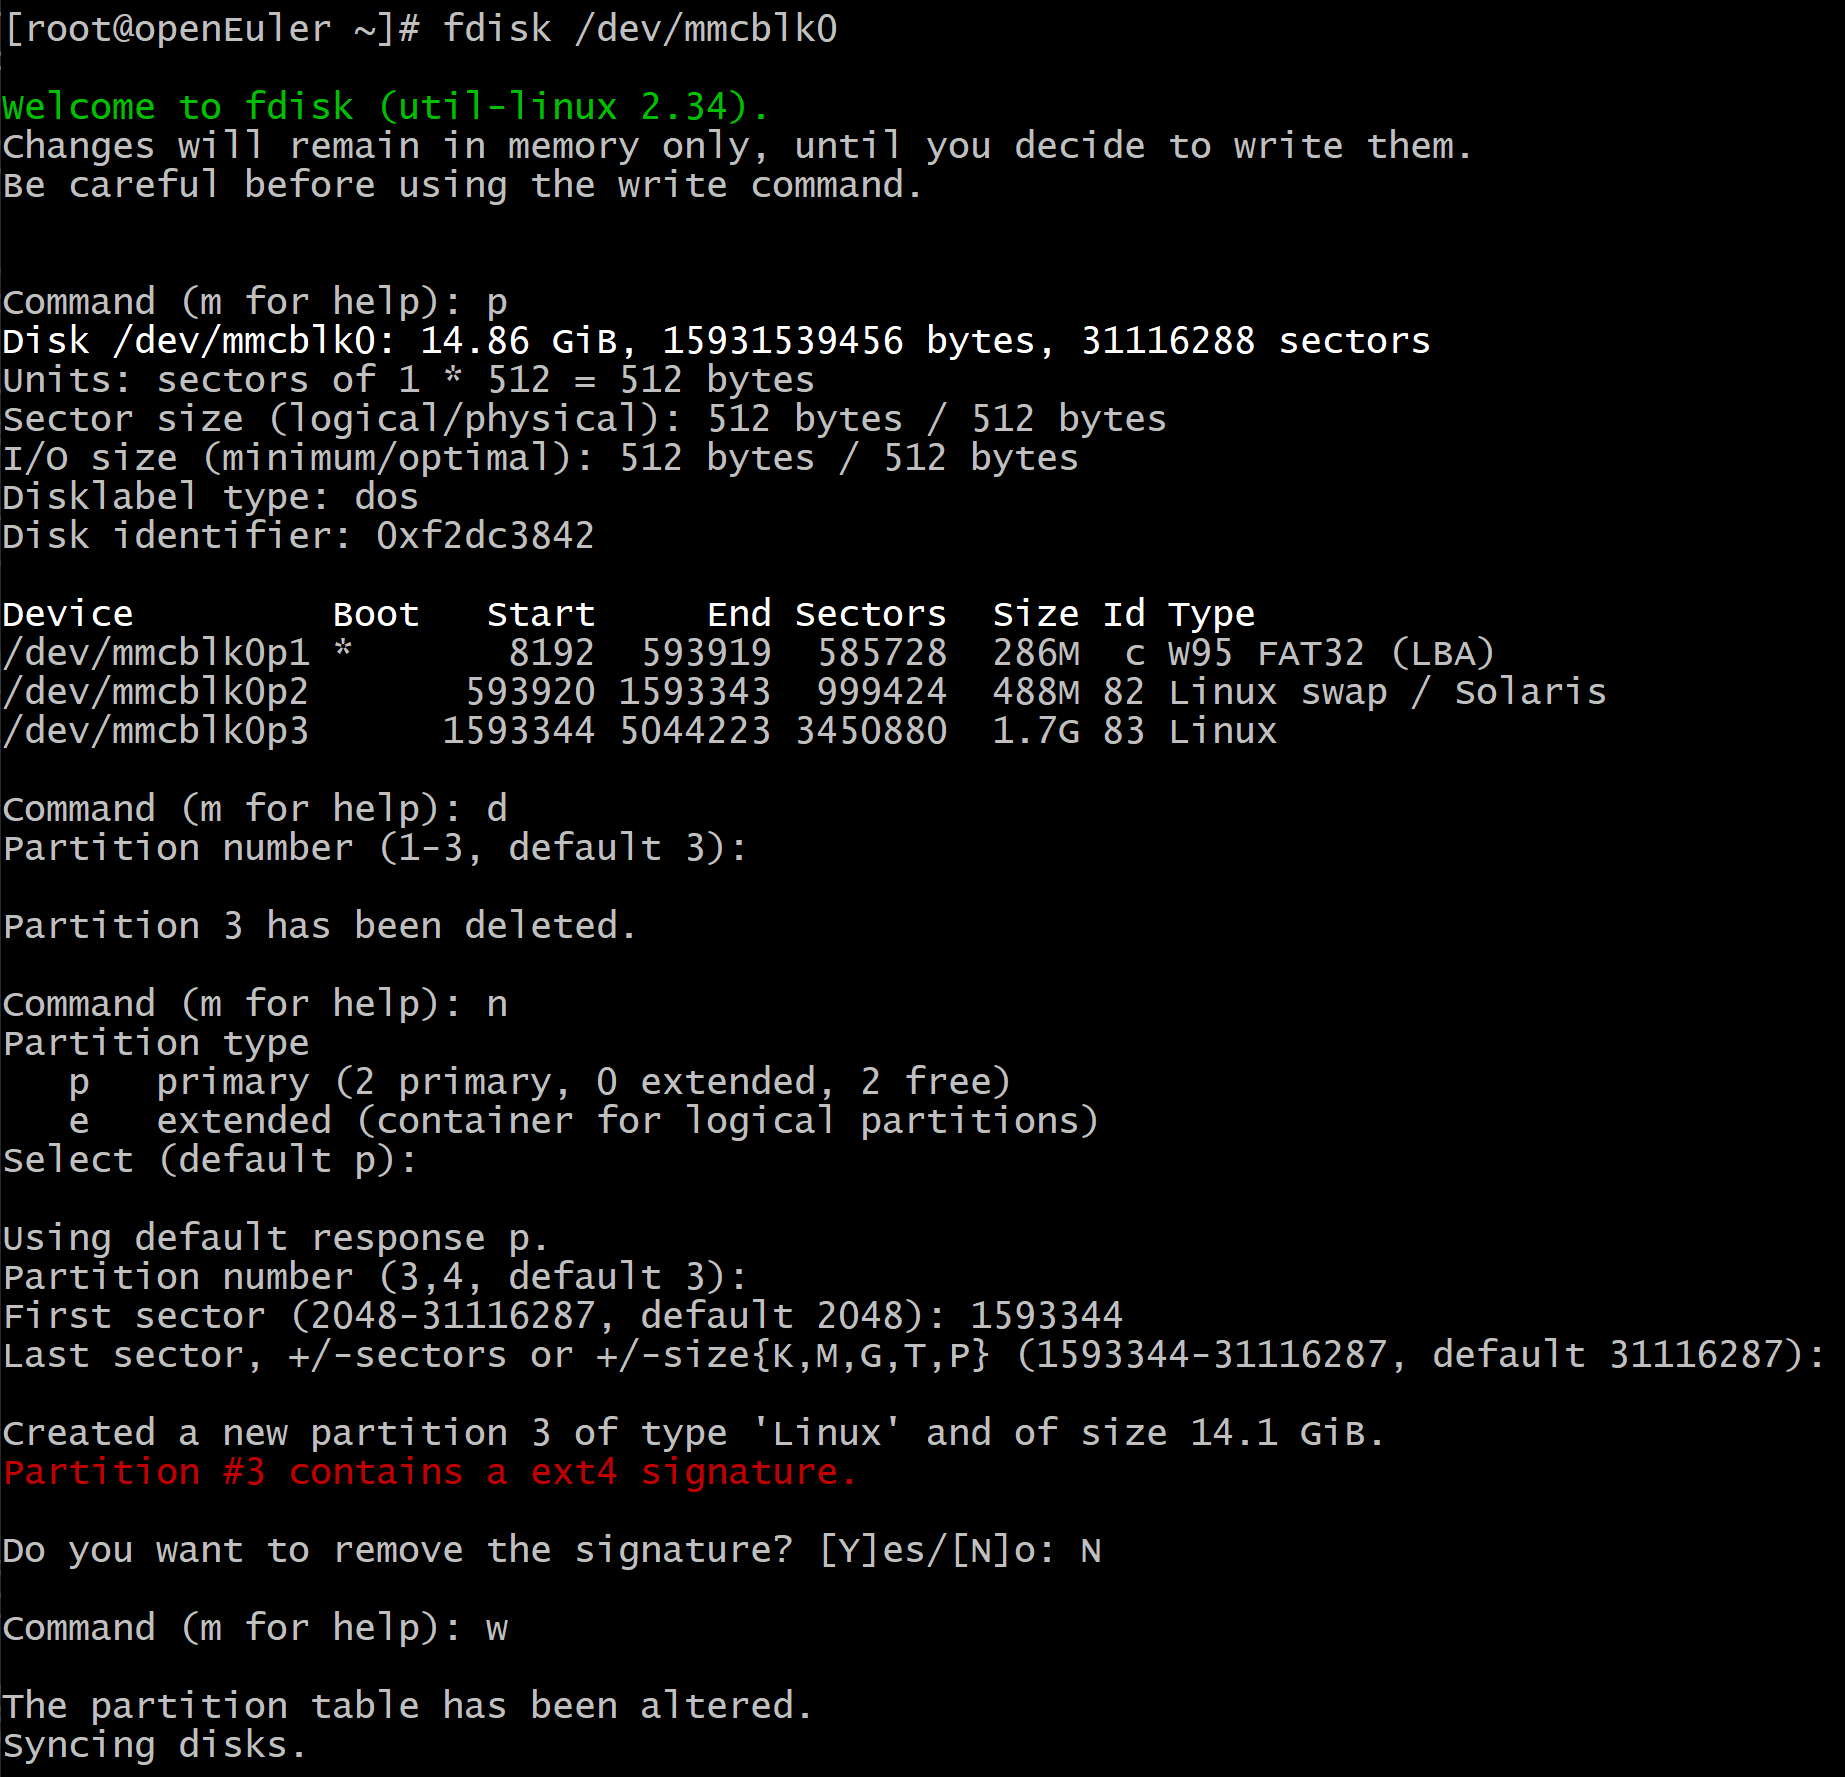 [root@openEuler ~]# fdisk /dev/mmcblk0
Welcome to fdisk (util-linux 2.34).
Changes will remain in memory only, until you decide to write them.
Be careful before using the write command.
Command (m for help): p
Disk /dev/mmcblk0: 14.86 GiB, 15931539456 bytes, 31116288 sectors
Units: sectors of 1 * 512 = 512 bytes
Sector size (logical/physical): 512 bytes / 512 bytes
I/O size (minimum/optimal): 512 bytes / 512 bytes
Disklabel type: dos
Disk identifier: 0xf2dc3842
Device         Boot   Start     End Sectors  Size Id Type
/dev/mmcblk0p1 *       8192  593919  585728  286M  c W95 FAT32 (LBA)
/dev/mmcblk0p2       593920 1593343  999424  488M 82 Linux swap / Solaris
/dev/mmcblk0p3      1593344 5044223 3450880  1.7G 83 Linux
Command (m for help): d
Partition number (1-3, default 3):
Partition 3 has been deleted.
Command (m for help): n
Partition type
   p   primary (2 primary, 0 extended, 2 free)
   e   extended (container for logical partitions)
Select (default p):
Using default response p.
Partition number (3,4, default 3):
First sector (2048-31116287, default 2048): 1593344
Last sector, +/-sectors or +/-size{K,M,G,T,P} (1593344-31116287, default 31116287):
Created a new partition 3 of type 'Linux' and of size 14.1 GiB.
Partition #3 contains a ext4 signature.
Do you want to remove the signature? [Y]es/[N]o: N
Command (m for help): w
The partition table has been altered.
Syncing disks.